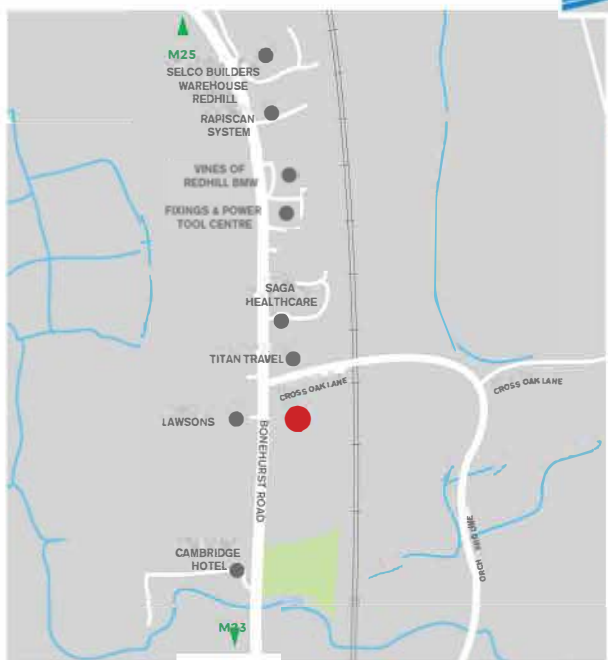 M25
SELCO BUILDERS
WAREHOUSE
REDHILL
RAPISCAN
SYSTEM
VINES OF
REDHILL BMW
FIXINGS & POWER
TOOL CENTRE
SAGA
HEALTHCARE
TITAN TRAVEL
CROSS OAK LANE
CROSS OAK LANE
LAWSONS
BONEHURST ROAD
CAMBRIDGE
HOTEL
M23